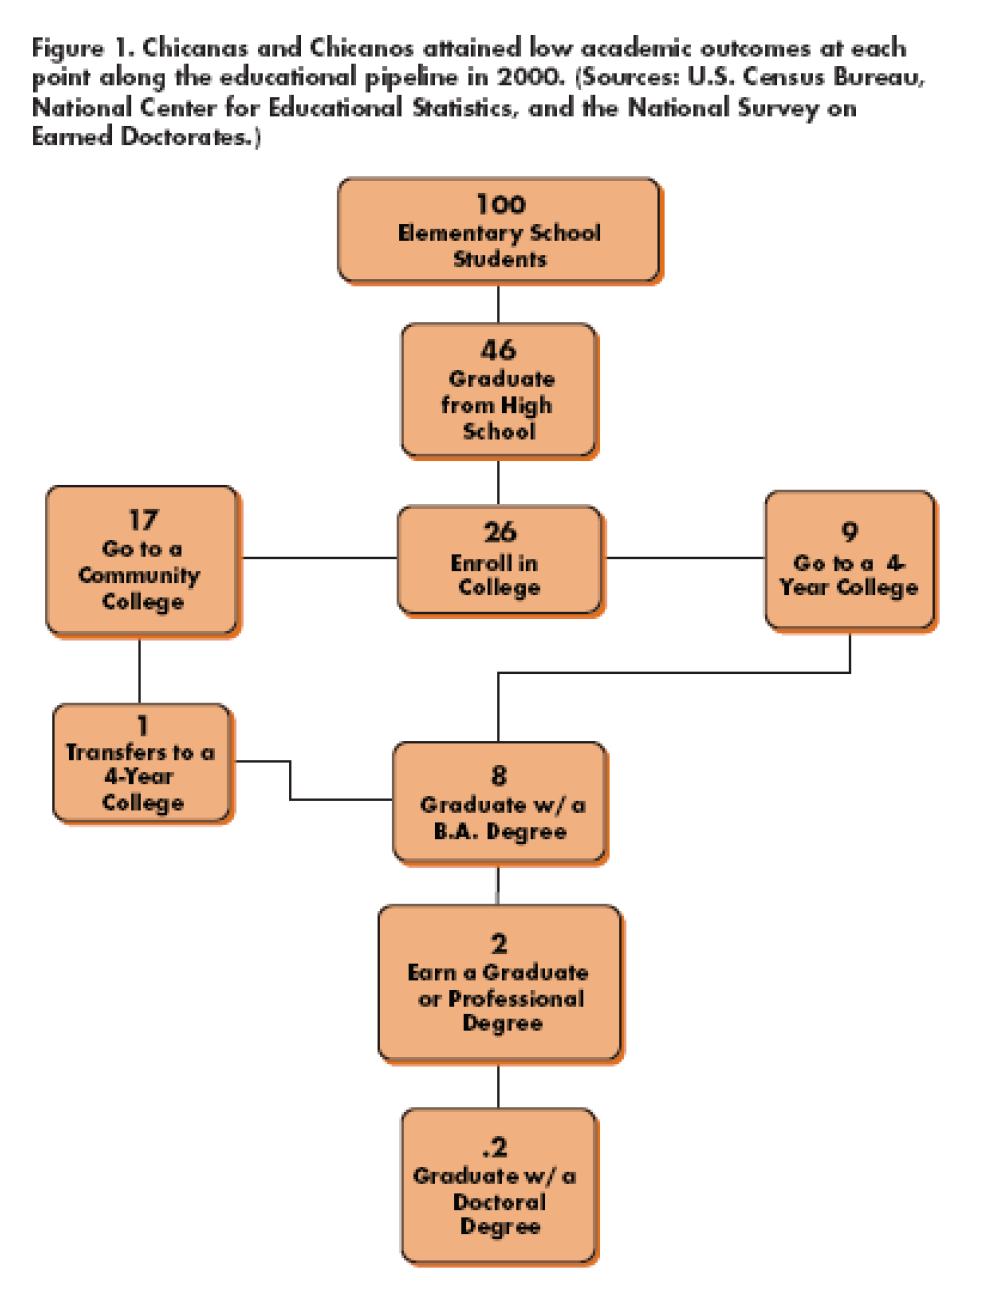 Figure 1. Chicanas and Chicanos attained low academic outcomes at each
point along the educational pipeline in 2000. (Sources: U.S. Census Bureau,
National Center for Educational Statistics, and the National Survey on
Earned Doctorates.)
100
Elementary School
Students
46
Graduate
from High
School
17
Go to a
Community
College
26
Enroll in
College
9
Go to a 4-
Year College
1
Transfers to a
4-Year
College
8
Graduate w/ a
B.A. Degree
2
Earn a Graduate
or Professional
Degree
.2
Graduate w/ a
Doctoral
Degree